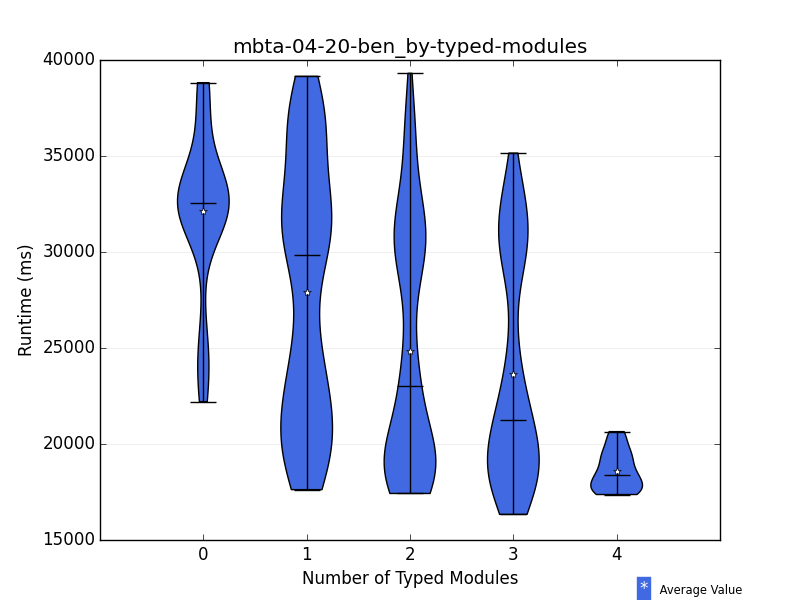 mbta-04-20-ben_by-typed-modules
40000
35000
30000
25000
20000
15000
Runtime (ms)
0 1 2 3 4
Number of Typed Modules
* Average Value